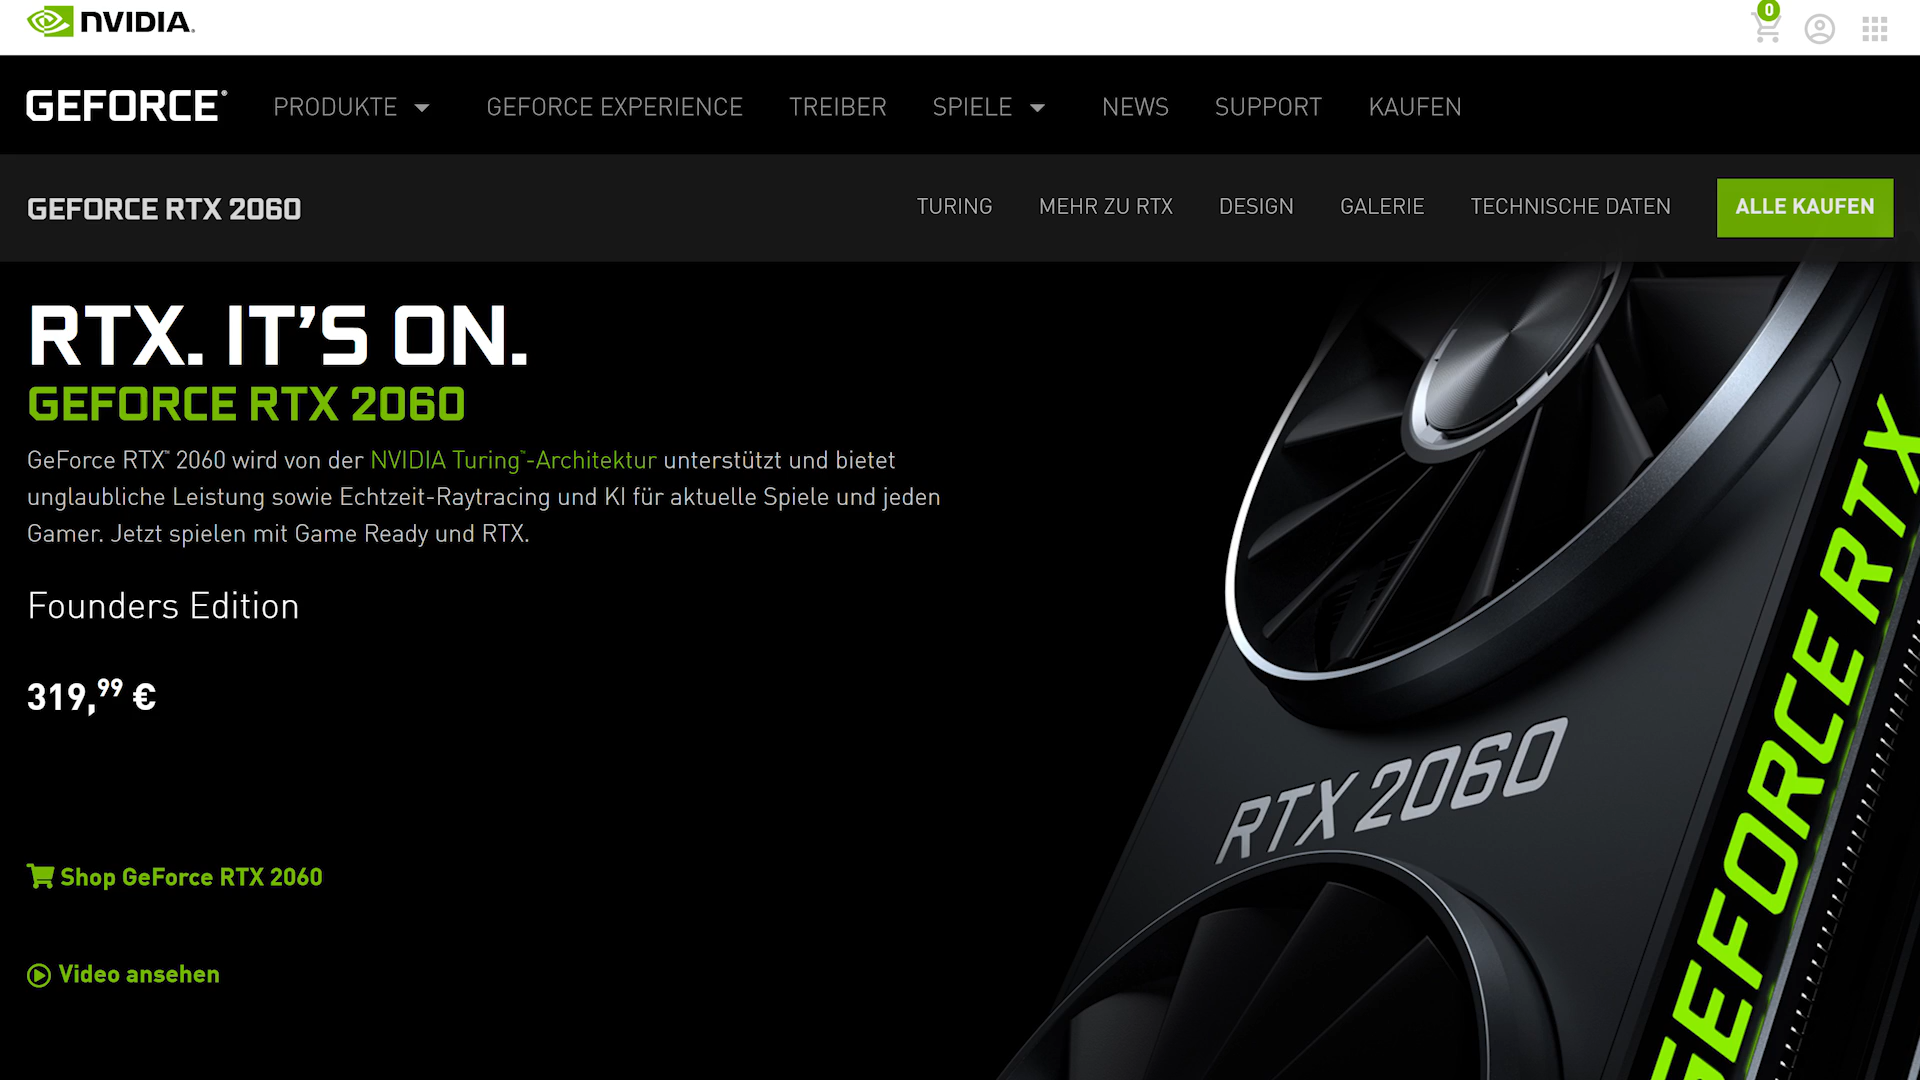 NVIDIA.
0
GEFORCE®
PRODUKTE
GEFORCE EXPERIENCE
TREIBER
SPIELE
NEWS
SUPPORT
KAUFEN
GEFORCE RTX 2060
TURING
MEHR ZU RTX
DESIGN
GALERIE
TECHNISCHE DATEN
ALLE KAUFEN
RTX. IT’S ON.
GEFORCE RTX 2060
GeForce RTX™ 2060 wird von der NVIDIA Turing™-Architektur unterstützt und bietet
unglaubliche Leistung sowie Echtzeit-Raytracing und KI für aktuelle Spiele und jeden
Gamer. Jetzt spielen mit Game Ready und RTX.
Founders Edition
319,99 €
Shop GeForce RTX 2060
Video ansehen
RTX 2060
GEFORCE RTX